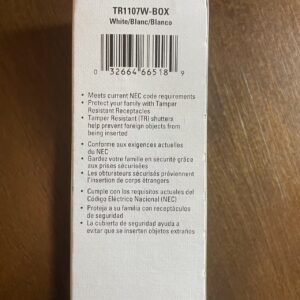 TR1107W-BOX
White/Blanc/Blanco
0 32664 66518 9
• Meets current NEC code requirements
• Protect your family with Tamper
Resistant Receptacles
• Tamper Resistant (TR) shutters
help prevent foreign objects from
being inserted
• Conforme aux exigences actuelles
du NEC
• Gardez votre famille en sécurité grâce
aux prises sécurisées
• Les obturateurs sécurisés préviennent
l'insertion de corps étrangers
• Cumple con los requisitos actuales del
Código Eléctrico Nacional (NEC)
• Proteja a su familia con receptáculos
de seguridad
• La cubierta de seguridad ayuda a
evitar que se inserten objetos extraños